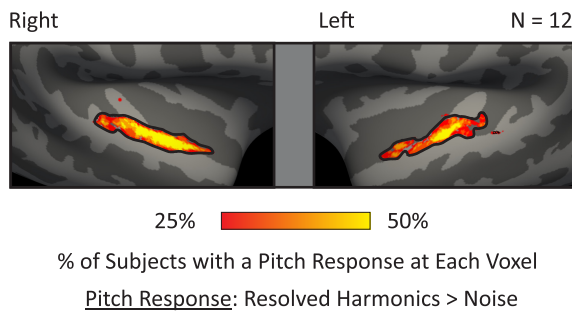 Right Left N = 12
25% 50%
% of Subjects with a Pitch Response at Each Voxel
Pitch Response: Resolved Harmonics > Noise